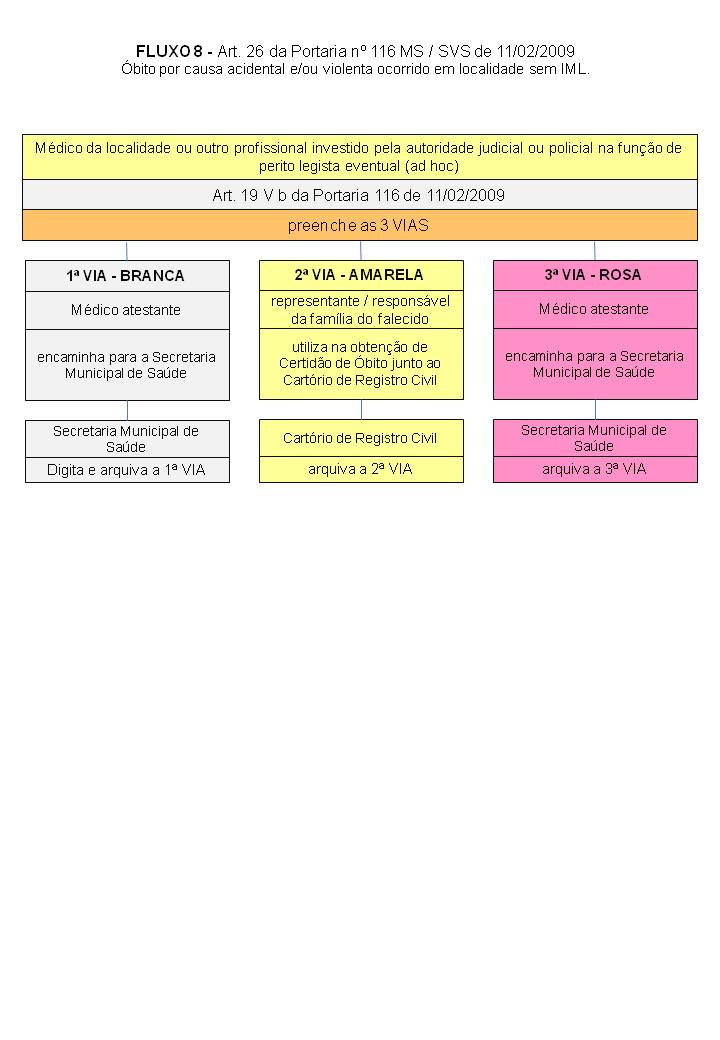 FLUXO 8 - Art. 26 da Portaria nº 116 MS / SVS de 11/02/2009
Óbito por causa acidental e/ou violenta ocorrido em localidade sem IML.
Médico da localidade ou outro profissional investido pela autoridade judicial ou policial na função de
perito legista eventual (ad hoc)
Art. 19 V b da Portaria 116 de 11/02/2009
preenche as 3 VIAS
1ª VIA - BRANCA
Médico atestante
encaminha para a Secretaria
Municipal de Saúde
Secretaria Municipal de
Saúde
Digita e arquiva a 1ª VIA
2ª VIA - AMARELA
representante / responsável
da família do falecido
utiliza na obtenção de
Certidão de Óbito junto ao
Cartório de Registro Civil
Cartório de Registro Civil
arquiva a 2ª VIA
3ª VIA - ROSA
Médico atestante
encaminha para a Secretaria
Municipal de Saúde
Secretaria Municipal de
Saúde
arquiva a 3ª VIA